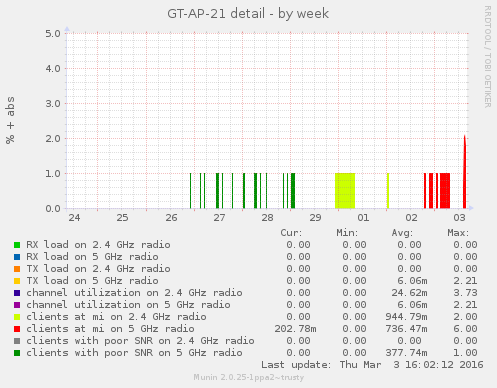 GT-AP-21 detail - by week
RRDTOOL / TOBI OETIKER
% + abs
5.0
4.0
3.0
2.0
1.0
0.0
24 25 26 27 28 29 01 02 03
Cur: Min: Avg: Max:
RX load on 2.4 GHz radio 0.00 0.00 0.00 0.00
RX load on 5 GHz radio 0.00 0.00 0.00 0.00
TX load on 2.4 GHz radio 0.00 0.00 0.00 0.00
TX load on 5 GHz radio 0.00 0.00 6.06m 2.21
channel utilization on 2.4 GHz radio 0.00 0.00 24.62m 3.73
channel utilization on 5 GHz radio 0.00 0.00 6.06m 2.21
clients at mi on 2.4 GHz radio 0.00 0.00 944.79m 2.00
clients at mi on 5 GHz radio 202.78m 0.00 736.47m 6.00
clients with poor SNR on 2.4 GHz radio 0.00 0.00 0.00 0.00
clients with poor SNR on 5 GHz radio 0.00 0.00 377.74m 1.00
Last update: Thu Mar 3 16:02:12 2016
Munin 2.0.25-1ppa2~trusty